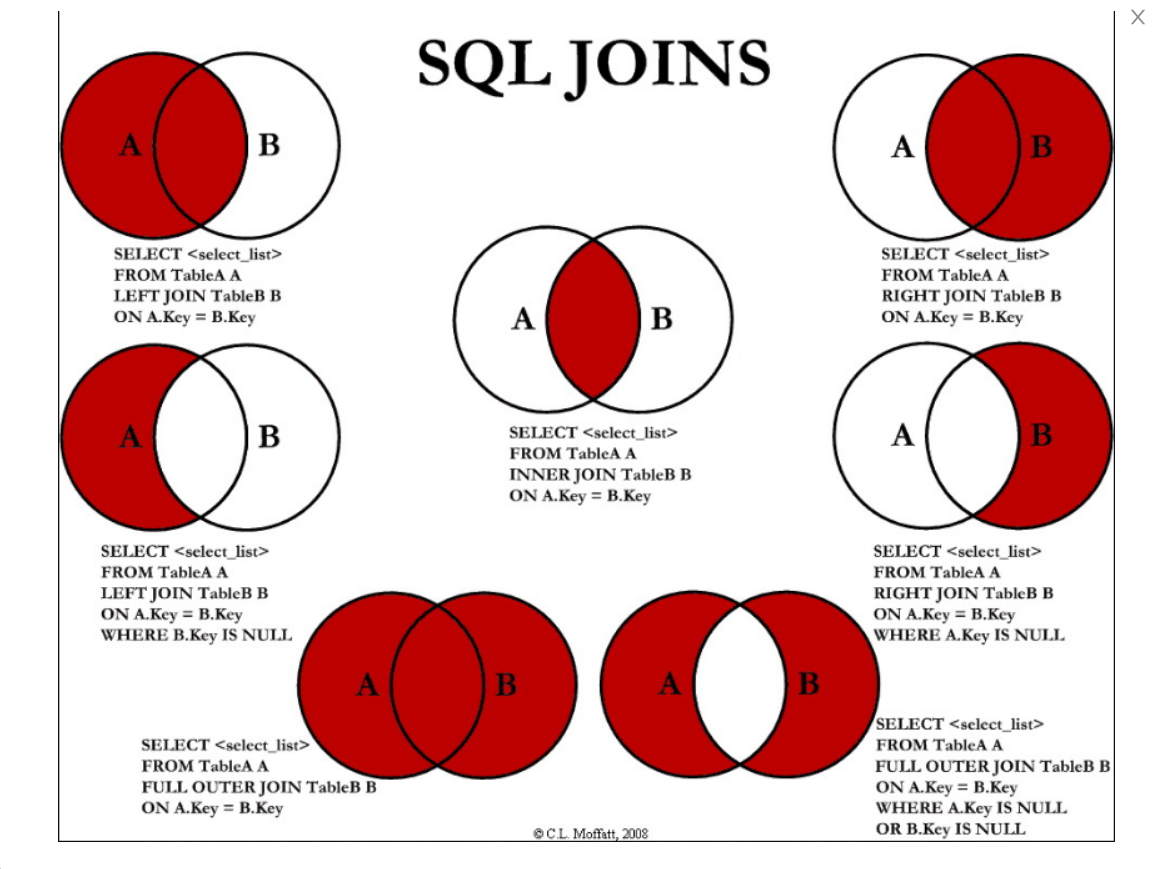 SQL JOINS
A B
SELECT <select_list>
FROM TableA A
LEFT JOIN TableB B
ON A.Key = B.Key
A B
SELECT <select_list>
FROM TableA A
RIGHT JOIN TableB B
ON A.Key = B.Key
A B
SELECT <select_list>
FROM TableA A
INNER JOIN TableB B
ON A.Key = B.Key
A B
SELECT <select_list>
FROM TableA A
LEFT JOIN TableB B
ON A.Key = B.Key
WHERE B.Key IS NULL
A B
SELECT <select_list>
FROM TableA A
RIGHT JOIN TableB B
ON A.Key = B.Key
WHERE A.Key IS NULL
A B
SELECT <select_list>
FROM TableA A
FULL OUTER JOIN TableB B
ON A.Key = B.Key
A B
SELECT <select_list>
FROM TableA A
FULL OUTER JOIN TableB B
ON A.Key = B.Key
WHERE A.Key IS NULL
OR B.Key IS NULL
© C.L. Moffatt, 2008